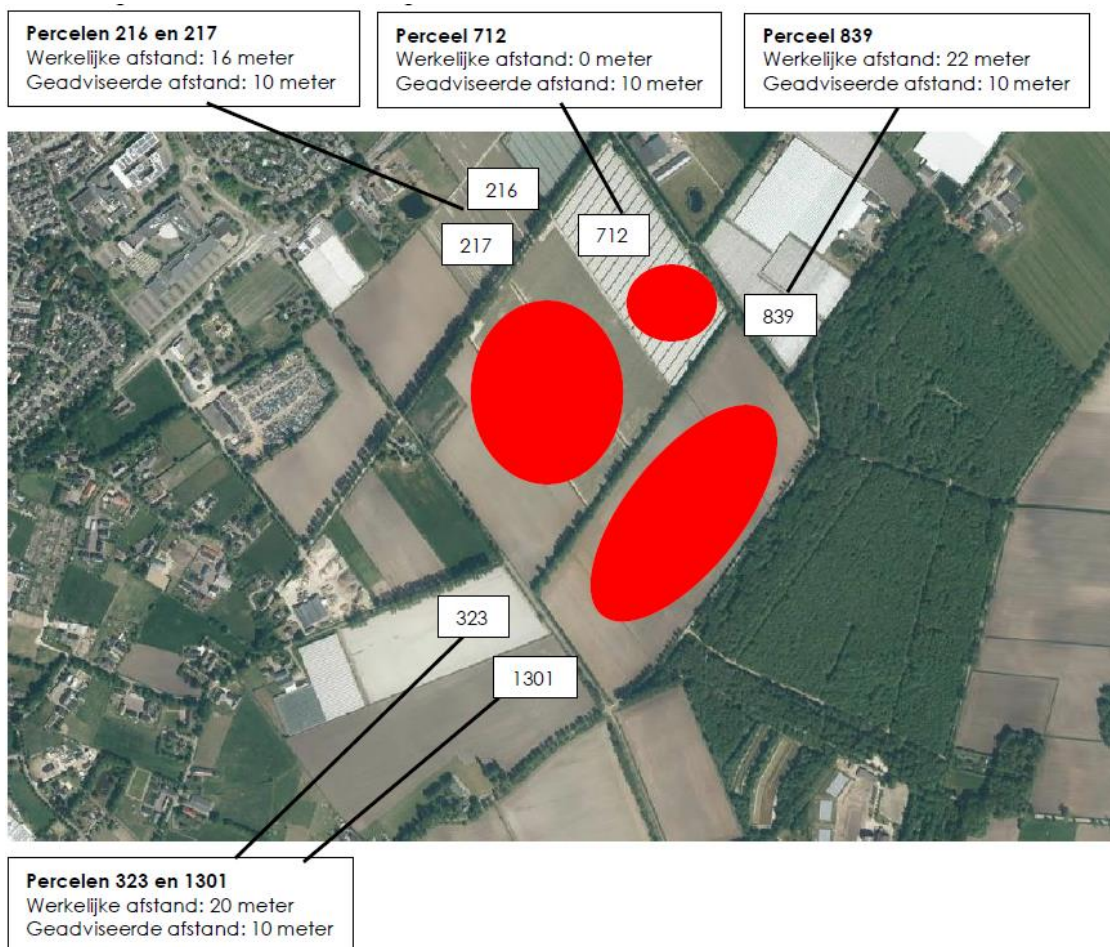 Percelen 216 en 217
Werkelijke afstand: 16 meter
Geadviseerde afstand: 10 meter
Perceel 712
Werkelijke afstand: 0 meter
Geadviseerde afstand: 10 meter
Perceel 839
Werkelijke afstand: 22 meter
Geadviseerde afstand: 10 meter
216
217
712
839
323
1301
Percelen 323 en 1301
Werkelijke afstand: 20 meter
Geadviseerde afstand: 10 meter